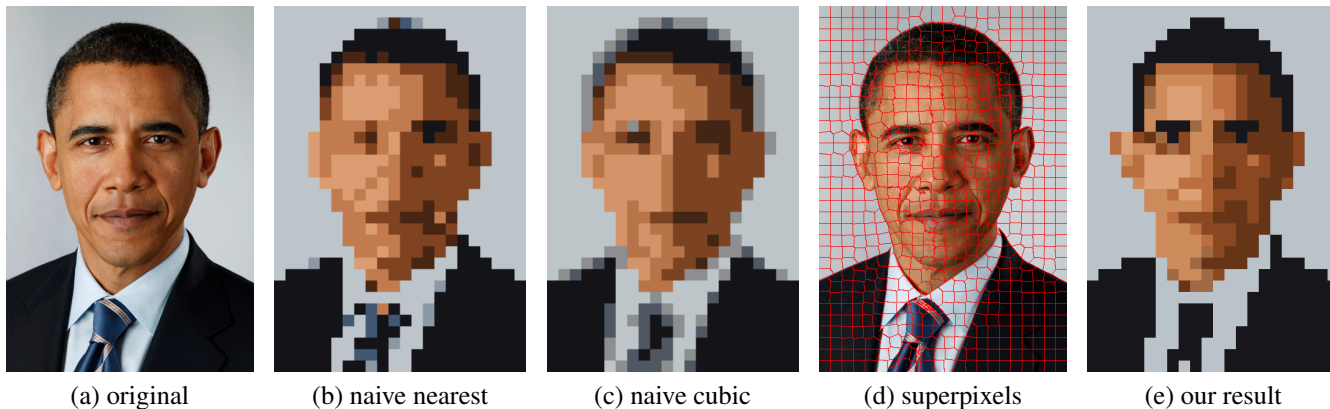 (a) original
(b) naive nearest
(c) naive cubic
(d) superpixels
(e) our result